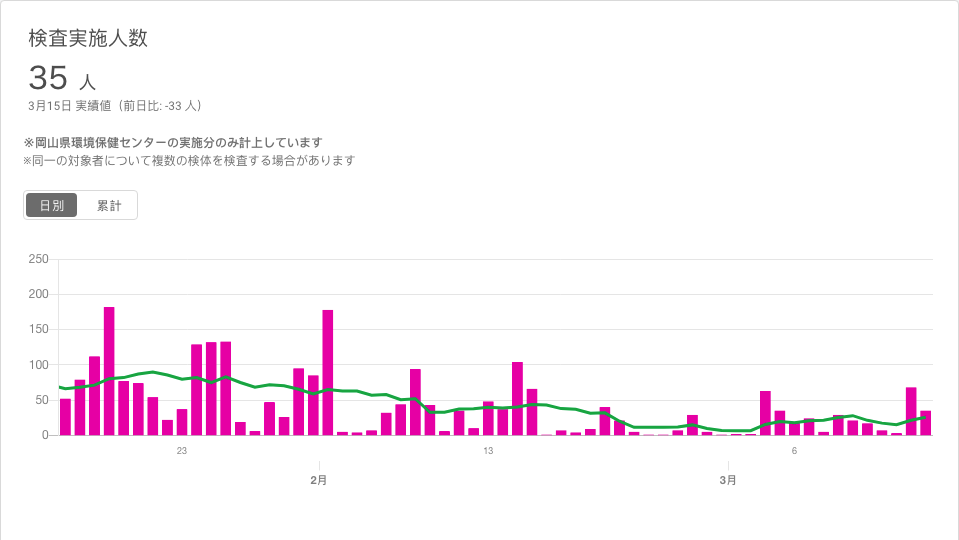 検査実施人数
35 人
3月15日 実績値（前日比: -33 人）
※岡山県環境保健センターの実施分のみ計上しています
※同一の対象者について複数の検体を検査する場合があります
日別 累計
250
200
150
100
50
0
23 13 6
2月 3月